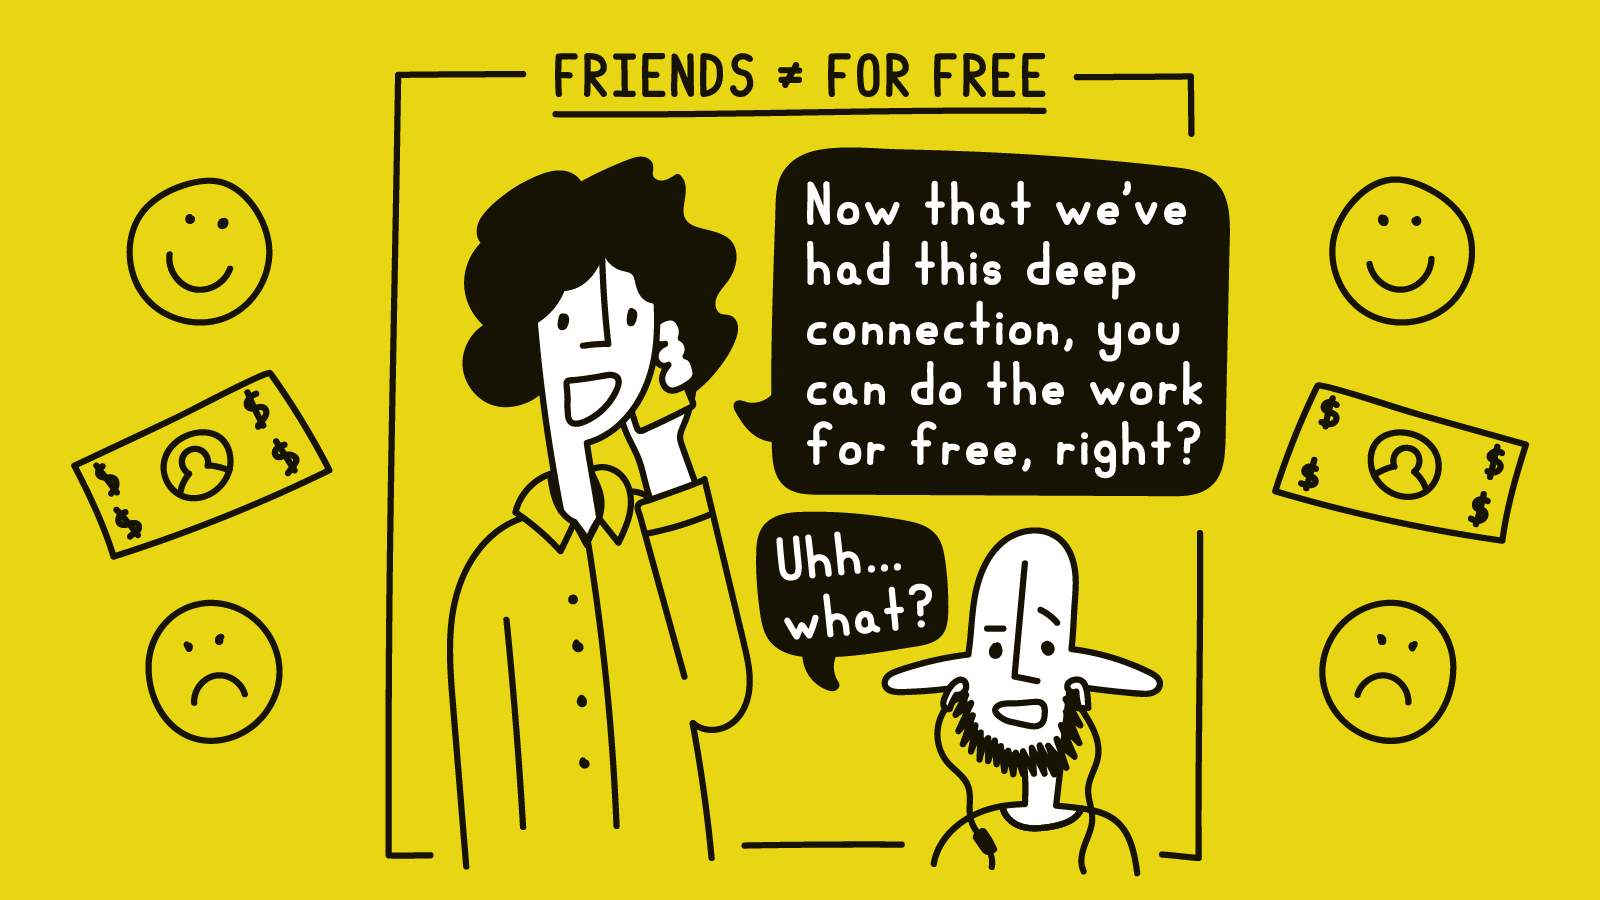 FRIENDS ≠ FOR FREE
Now that we've
had this deep
connection, you
can do the work
for free, right?
Uhh...
what?
$
$
$
$
$
$
$
$